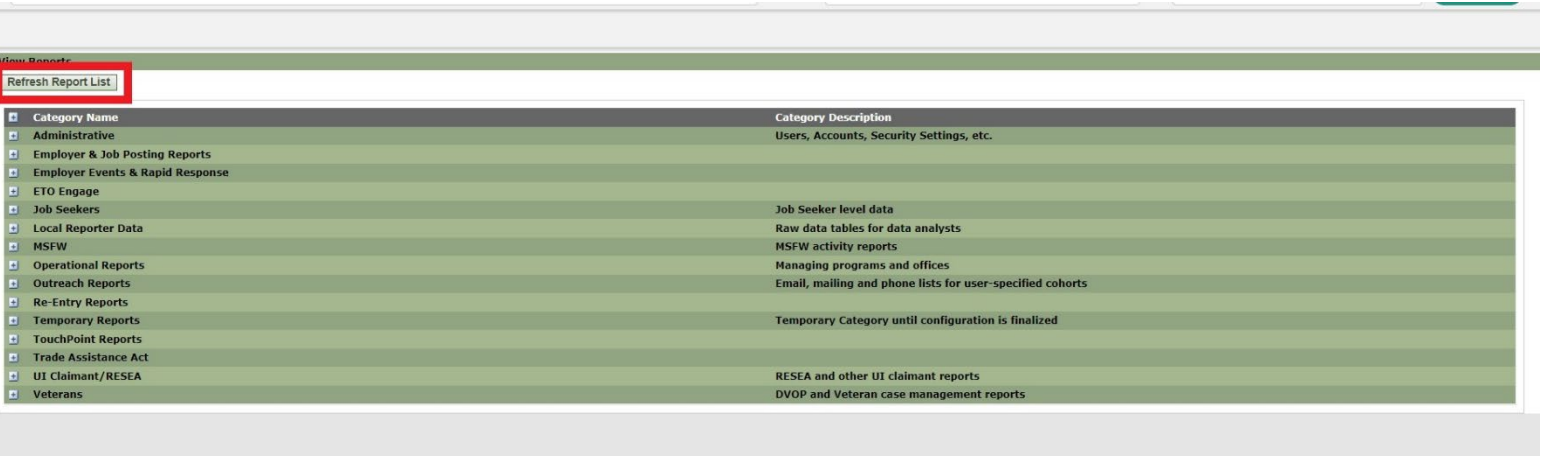 View Reports
Refresh Report List
Category Name Category Description
Administrative Users, Accounts, Security Settings, etc.
Employer & Job Posting Reports
Employer Events & Rapid Response
ETO Engage
Job Seekers Job Seeker level data
Local Reporter Data Raw data tables for data analysts
MSFW MSFW activity reports
Operational Reports Managing programs and offices
Outreach Reports Email, mailing and phone lists for user-specified cohorts
Re-Entry Reports
Temporary Reports Temporary Category until configuration is finalized
TouchPoint Reports
Trade Assistance Act
UI Claimant/RESEA RESEA and other UI claimant reports
Veterans DVOP and Veteran case management reports